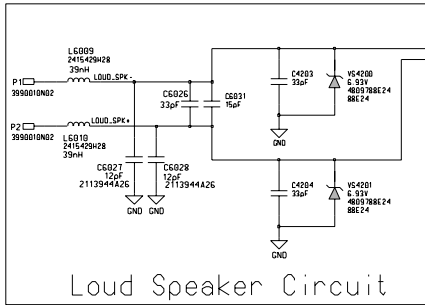 L6009
2415429H28
39nH
P1
3990010N02
LOUD_SPK-
C6026
33pF
C6031
15pF
C4203
33pF
VS4200
6.93V
4809788E24
88E24
GND
P2
3990010N02
LOUD_SPK+
L6010
2415429H28
39nH
C6027
12pF
2113944A26
C6028
12pF
2113944A26
GND
GND
C4204
33pF
VS4201
6.93V
4809788E24
88E24
GND
Loud Speaker Circuit